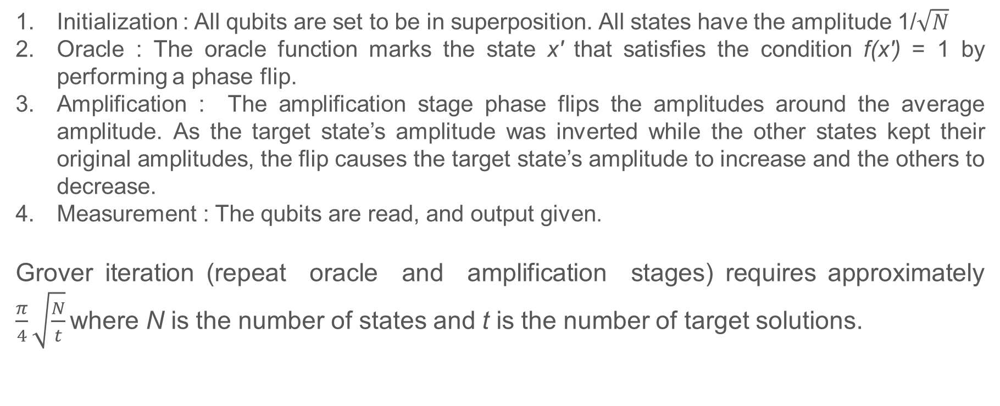 1. Initialization : All qubits are set to be in superposition. All states have the amplitude 1/√N
2. Oracle : The oracle function marks the state x' that satisfies the condition f(x') = 1 by
performing a phase flip.
3. Amplification : The amplification stage phase flips the amplitudes around the average
amplitude. As the target state’s amplitude was inverted while the other states kept their
original amplitudes, the flip causes the target state’s amplitude to increase and the others to
decrease.
4. Measurement : The qubits are read, and output given.
Grover iteration (repeat oracle and amplification stages) requires approximately
π/4 √(N/t) where N is the number of states and t is the number of target solutions.